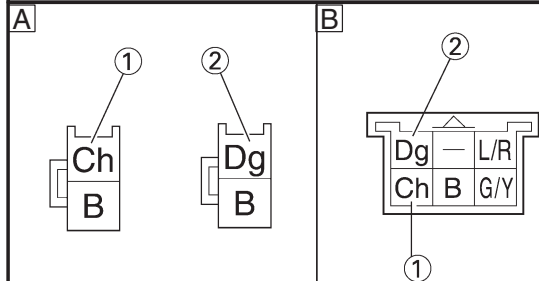 A
① ②
Ch Dg
B B
B
②
Dg — L/R
Ch B G/Y
①